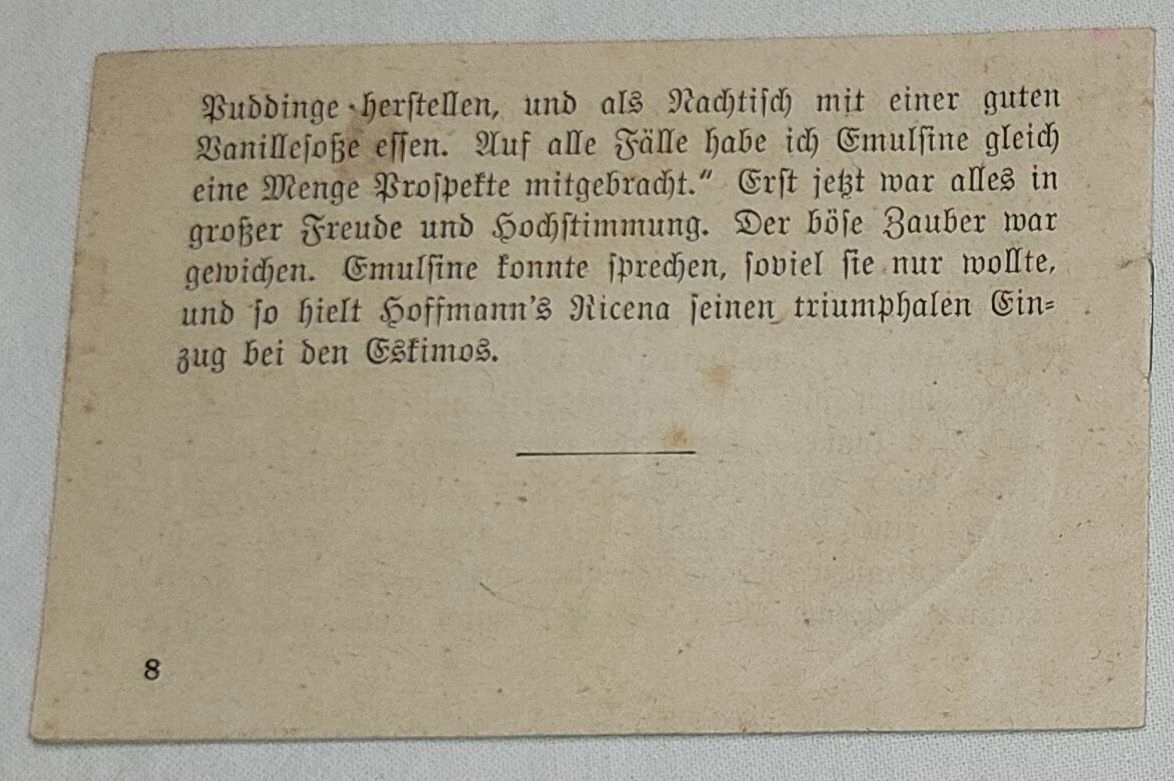 Puddinge herſtellen, und als Nachtiſch mit einer guten
Vanilleſoße eſſen. Auf alle Fälle habe ich Emulſine gleich
eine Menge Proſpekte mitgebracht.“ Erſt jetzt war alles in
großer Freude und Hochſtimmung. Der böſe Zauber war
gewichen. Emulſine konnte ſprechen, ſoviel ſie nur wollte,
und ſo hielt Hoffmann's Ricena ſeinen triumphalen Ein⸗
zug bei den Eskimos.
8